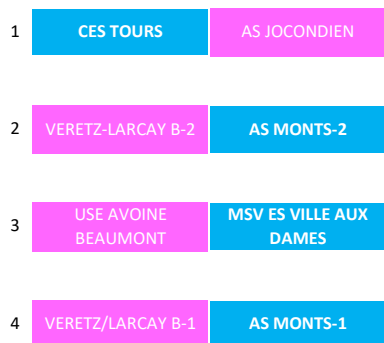 1 CES TOURS AS JOCONDIEN
2 VERETZ-LARCAY B-2 AS MONTS-2
3 USE AVOINE BEAUMONT MSV ES VILLE AUX DAMES
4 VERETZ/LARCAY B-1 AS MONTS-1